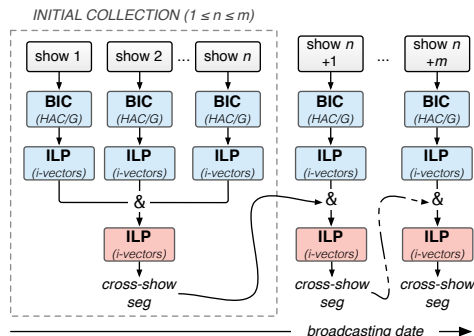 INITIAL COLLECTION (1 ≤ n ≤ m)
show 1
show 2
...
show n
show n
+1
...
show n
+m
BIC
(HAC/G)
BIC
(HAC/G)
BIC
(HAC/G)
BIC
(HAC/G)
BIC
(HAC/G)
ILP
(i-vectors)
ILP
(i-vectors)
ILP
(i-vectors)
ILP
(i-vectors)
ILP
(i-vectors)
&
&
&
ILP
(i-vectors)
ILP
(i-vectors)
ILP
(i-vectors)
cross-show
seg
cross-show
seg
cross-show
seg
broadcasting date